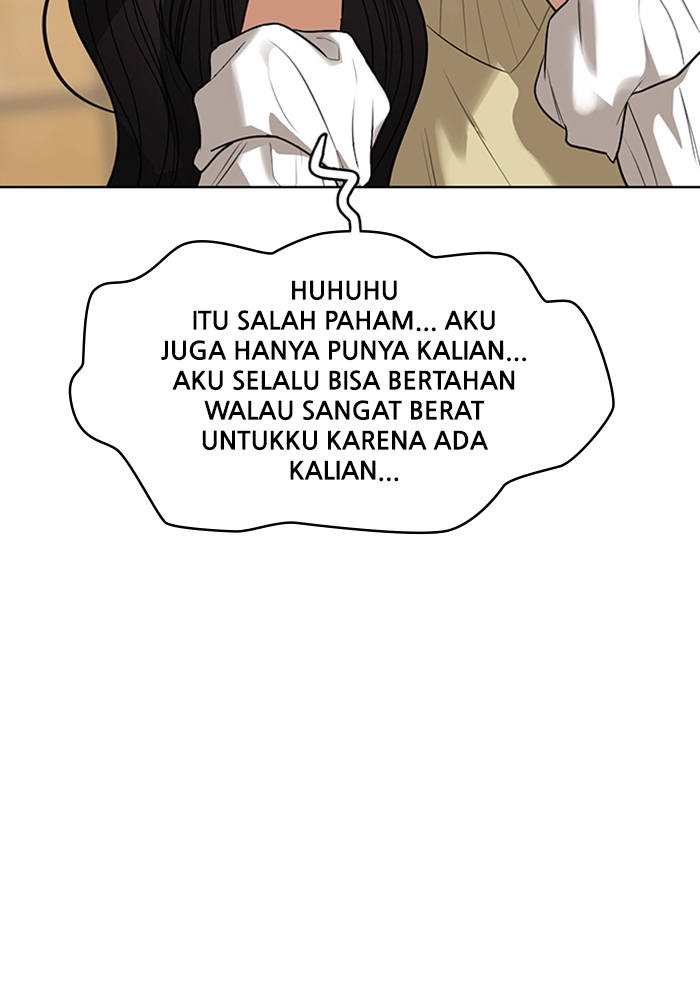 HUHUHU
ITU SALAH PAHAM... AKU
JUGA HANYA PUNYA KALIAN...
AKU SELALU BISA BERTAHAN
WALAU SANGAT BERAT
UNTUKKU KARENA ADA
KALIAN...